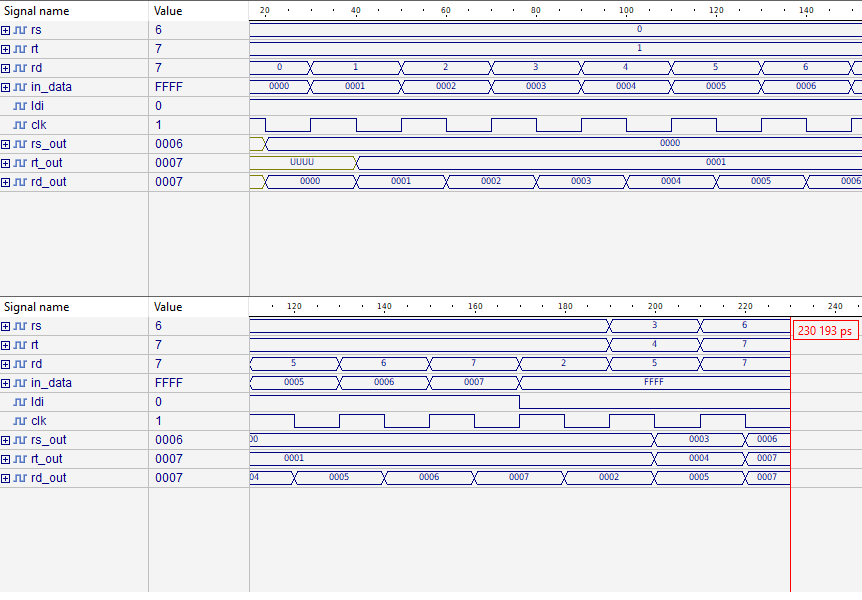 Signal name Value 20 40 60 80 100 120 140
rs 6 0
rt 7 1
rd 7 0 1 2 3 4 5 6
in_data FFFF 0000 0001 0002 0003 0004 0005 0006
ldi 0
clk 1
rs_out 0006 0000
rt_out 0007 UUUU 0001
rd_out 0007 0000 0001 0002 0003 0004 0005 0006
Signal name Value 120 140 160 180 200 220 240
rs 6 3 6 230 193 ps
rt 7 4 7
rd 7 5 6 7 2 5 7
in_data FFFF 0005 0006 0007 FFFF
ldi 0
clk 1
rs_out 0006 00 0003 0006
rt_out 0007 0001 0004 0007
rd_out 0007 04 0005 0006 0007 0002 0005 0007